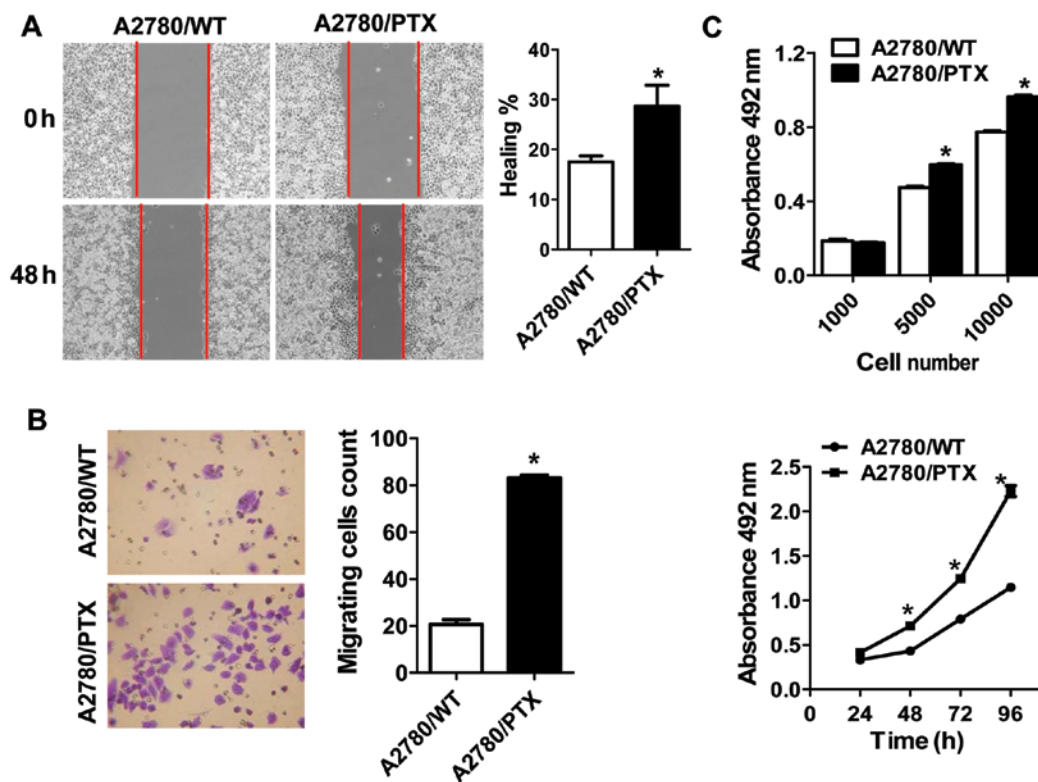 A
A2780/WT
A2780/PTX
0 h
48 h
Healing %
40
30
20
10
0
*
A2780/WT
A2780/PTX
B
A2780/WT
A2780/PTX
Migrating cells count
100
80
60
40
20
0
*
A2780/WT
A2780/PTX
C
A2780/WT
A2780/PTX
Absorbance 492 nm
1.2
0.8
0.4
0.0
*
*
1000
5000
10000
Cell number
A2780/WT
A2780/PTX
Absorbance 492 nm
2.5
2.0
1.5
1.0
0.5
0.0
*
*
*
0 24 48 72 96
Time (h)